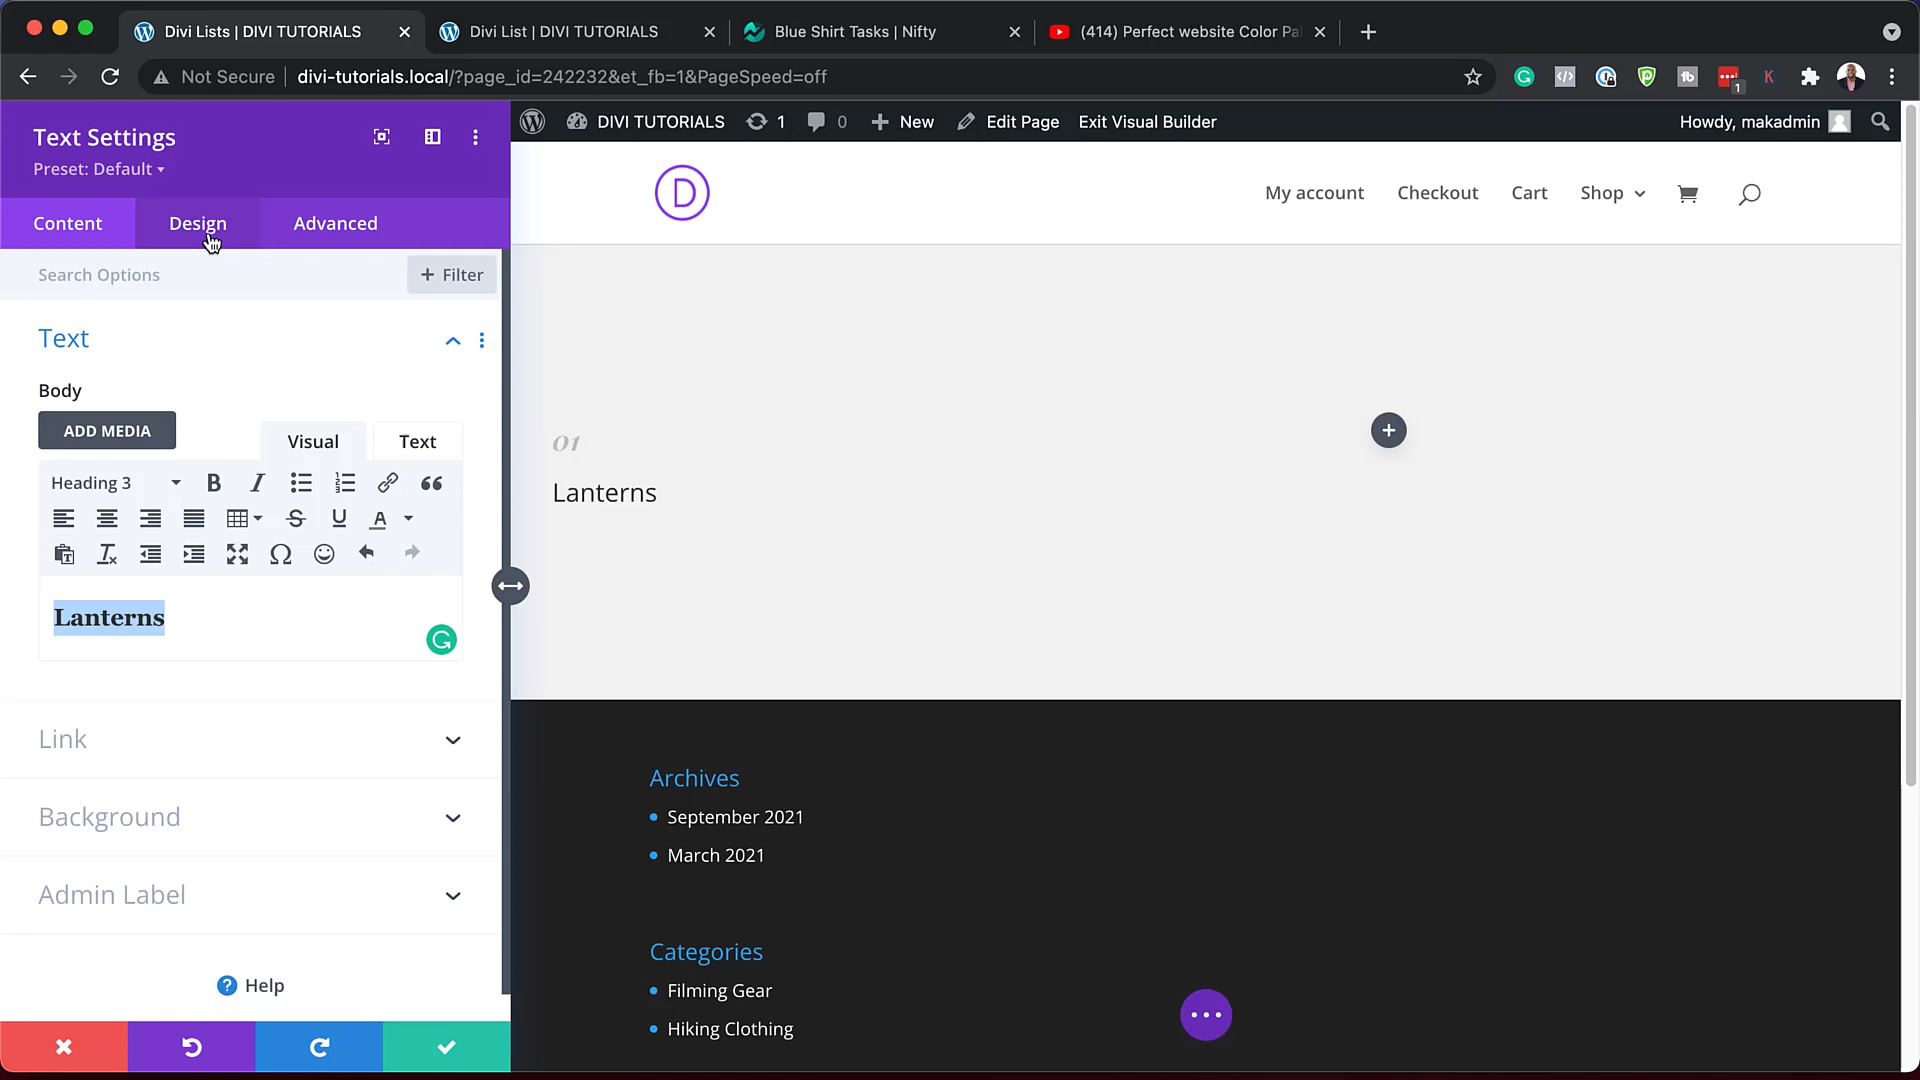 Divi Lists | DIVI TUTORIALS
Divi List | DIVI TUTORIALS
Blue Shirt Tasks | Nifty
(414) Perfect website Color Pa
Not Secure
divi-tutorials.local/?page_id=242232&et_fb=1&PageSpeed=off
1
K
Text Settings
Preset: Default
Content
Design
Advanced
Search Options
+ Filter
Text
Body
ADD MEDIA
Visual
Text
Heading 3
Lanterns
Link
Background
Admin Label
Help
DIVI TUTORIALS
1
0
New
Edit Page
Exit Visual Builder
Howdy, makadmin
D
My account
Checkout
Cart
Shop
01
Lanterns
Archives
September 2021
March 2021
Categories
Filming Gear
Hiking Clothing